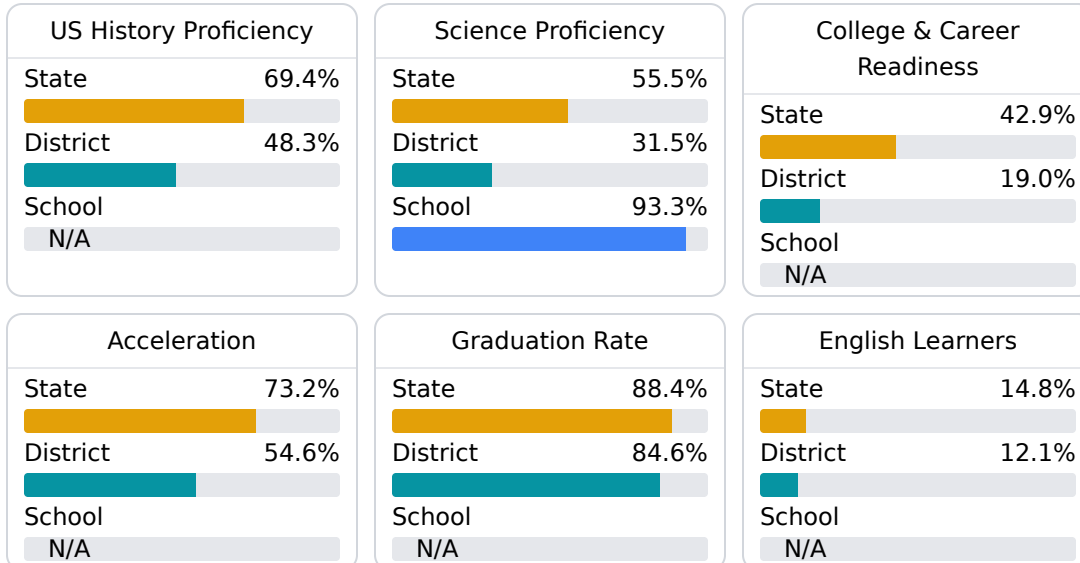 US History Proficiency
State 69.4%
District 48.3%
School
N/A
Science Proficiency
State 55.5%
District 31.5%
School 93.3%
College & Career
Readiness
State 42.9%
District 19.0%
School
N/A
Acceleration
State 73.2%
District 54.6%
School
N/A
Graduation Rate
State 88.4%
District 84.6%
School
N/A
English Learners
State 14.8%
District 12.1%
School
N/A